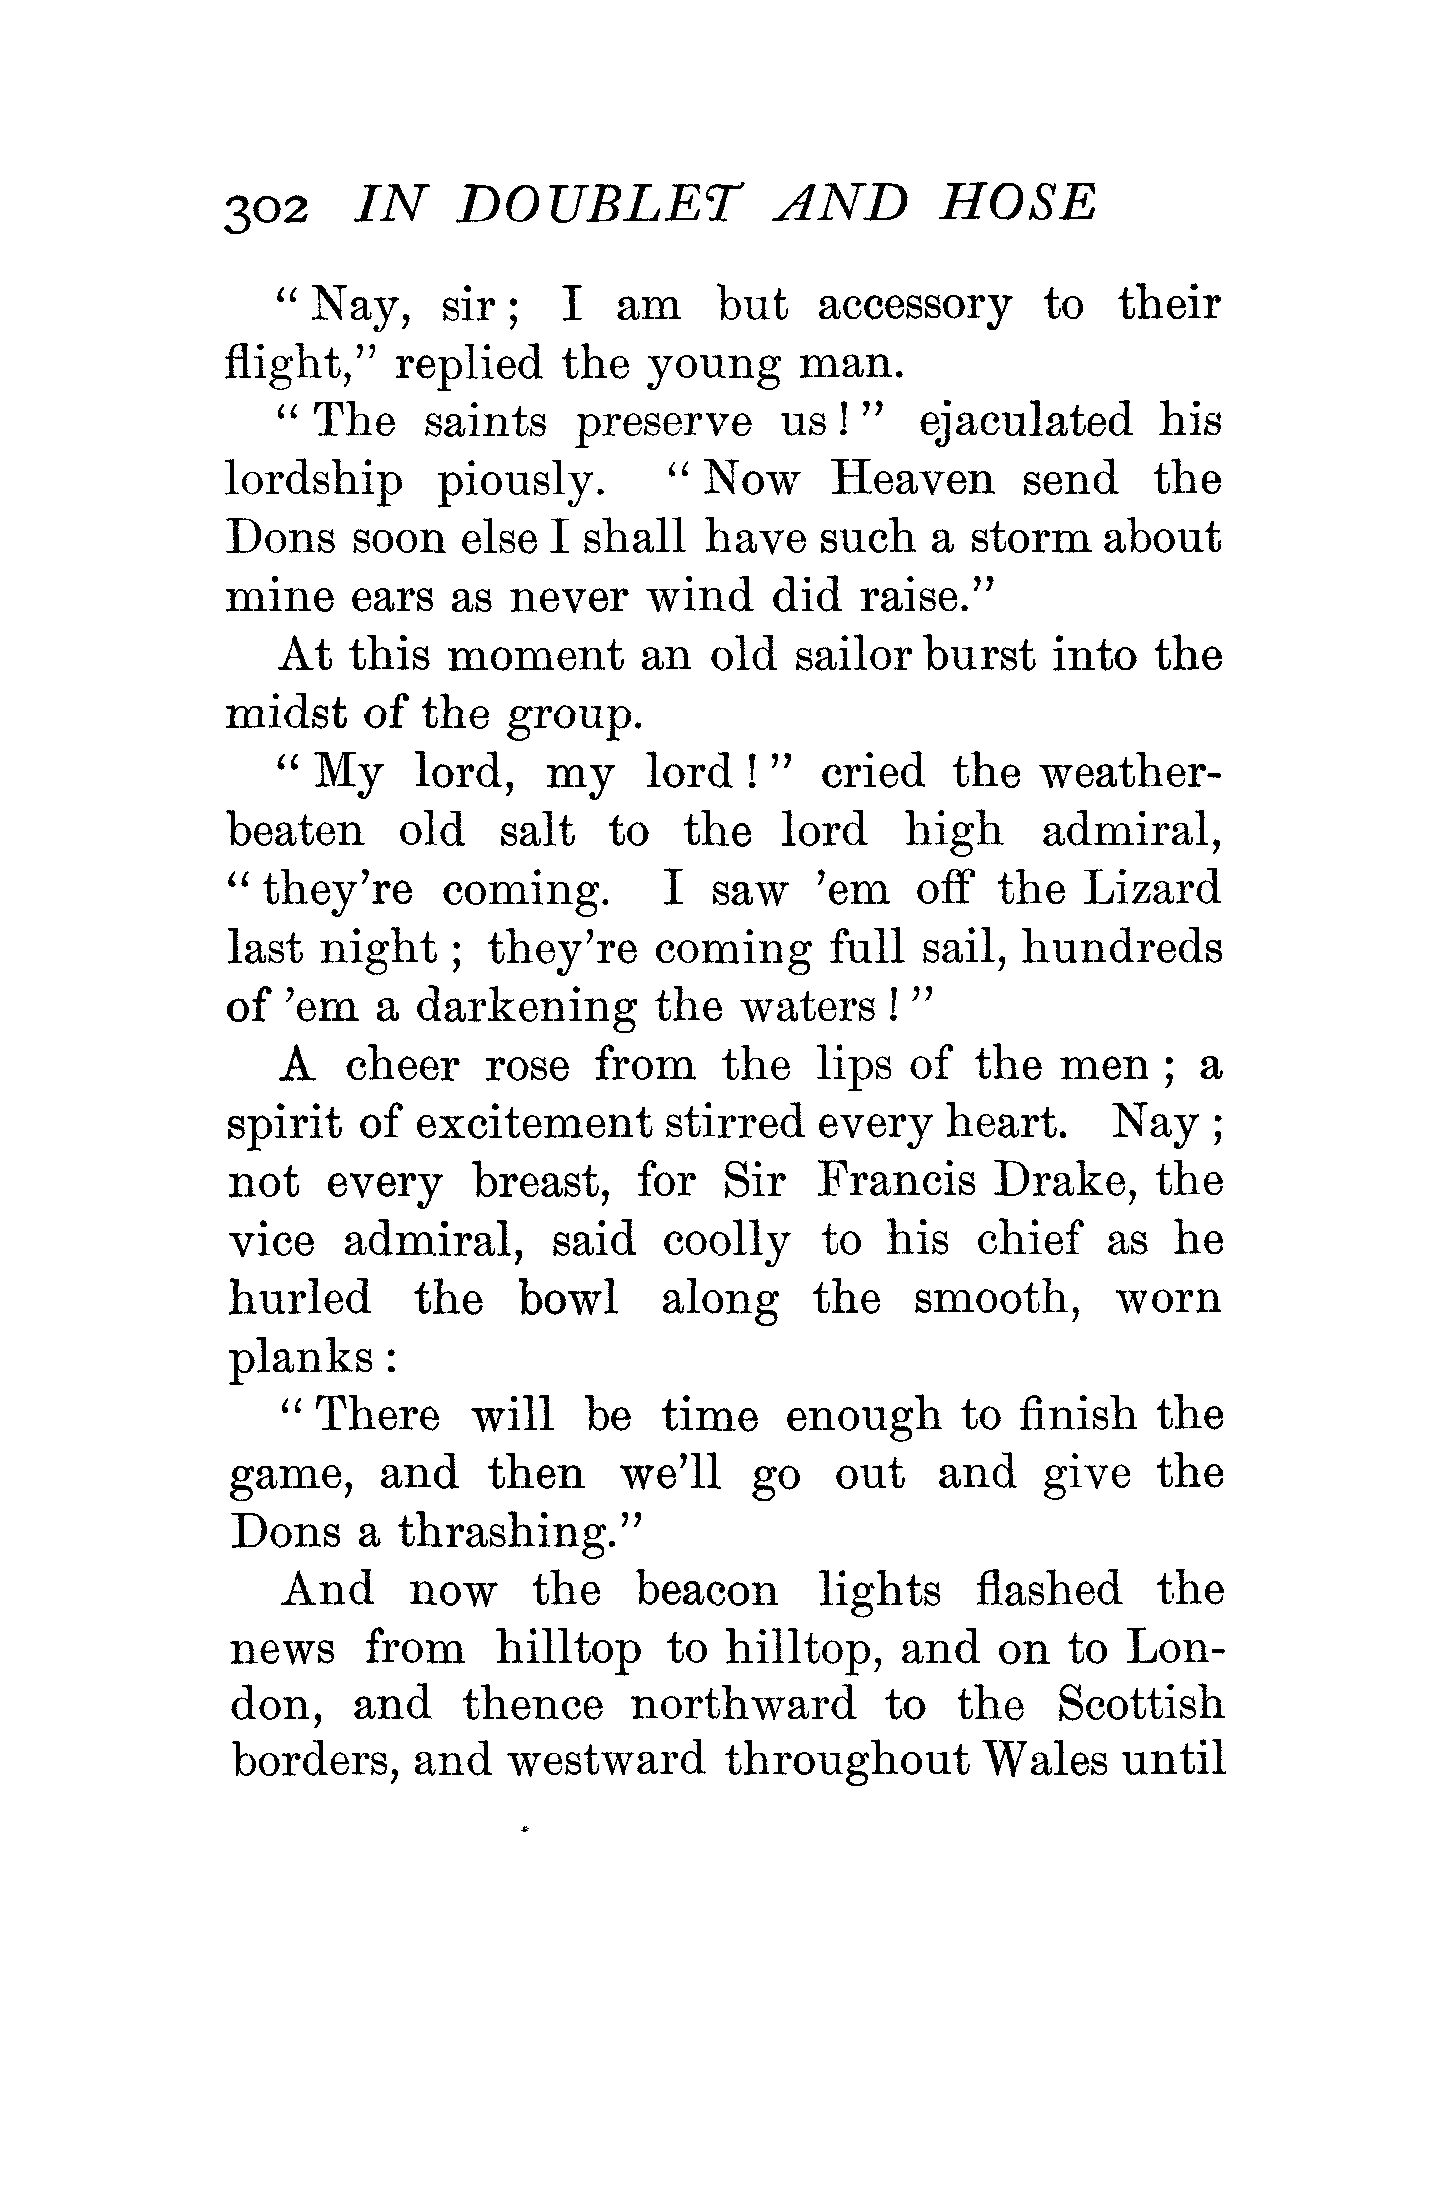 302 IN DOUBLET AND HOSE
“ Nay, sir ; I am but accessory to their
flight,” replied the young man.
“ The saints preserve us ! ” ejaculated his
lordship piously. “ Now Heaven send the
Dons soon else I shall have such a storm about
mine ears as never wind did raise.”
At this moment an old sailor burst into the
midst of the group.
“ My lord, my lord ! ” cried the weather-
beaten old salt to the lord high admiral,
“ they’re coming. I saw ’em off the Lizard
last night ; they’re coming full sail, hundreds
of ’em a darkening the waters ! ”
A cheer rose from the lips of the men ; a
spirit of excitement stirred every heart. Nay ;
not every breast, for Sir Francis Drake, the
vice admiral, said coolly to his chief as he
hurled the bowl along the smooth, worn
planks :
“ There will be time enough to finish the
game, and then we’ll go out and give the
Dons a thrashing.”
And now the beacon lights flashed the
news from hilltop to hilltop, and on to Lon-
don, and thence northward to the Scottish
borders, and westward throughout Wales until